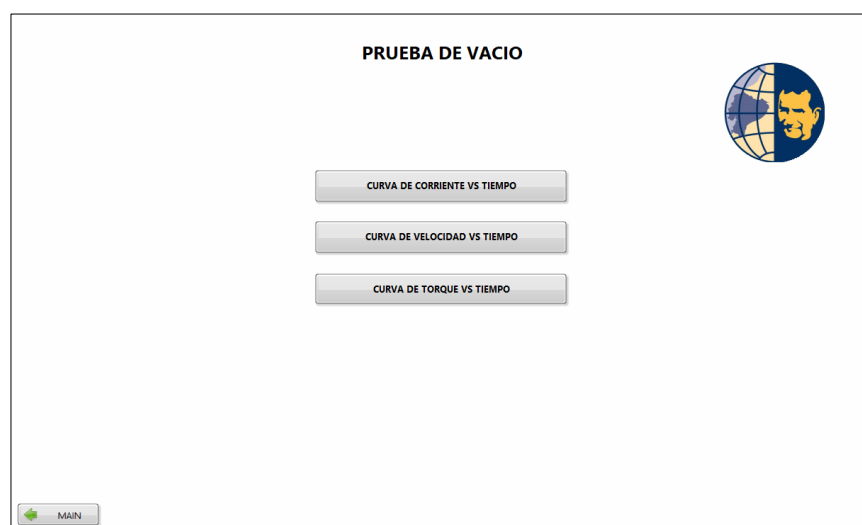 PRUEBA DE VACIO
CURVA DE CORRIENTE VS TIEMPO
CURVA DE VELOCIDAD VS TIEMPO
CURVA DE TORQUE VS TIEMPO
MAIN